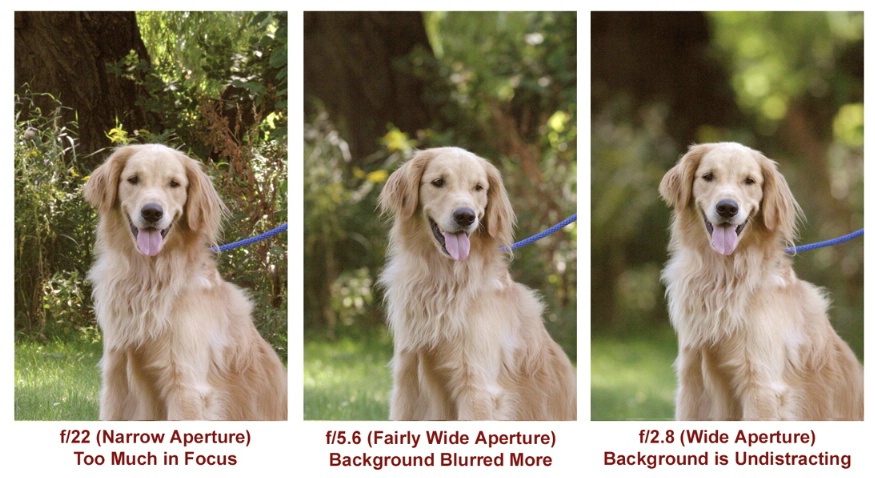 f/22 (Narrow Aperture)
Too Much in Focus
f/5.6 (Fairly Wide Aperture)
Background Blurred More
f/2.8 (Wide Aperture)
Background is Undistracting